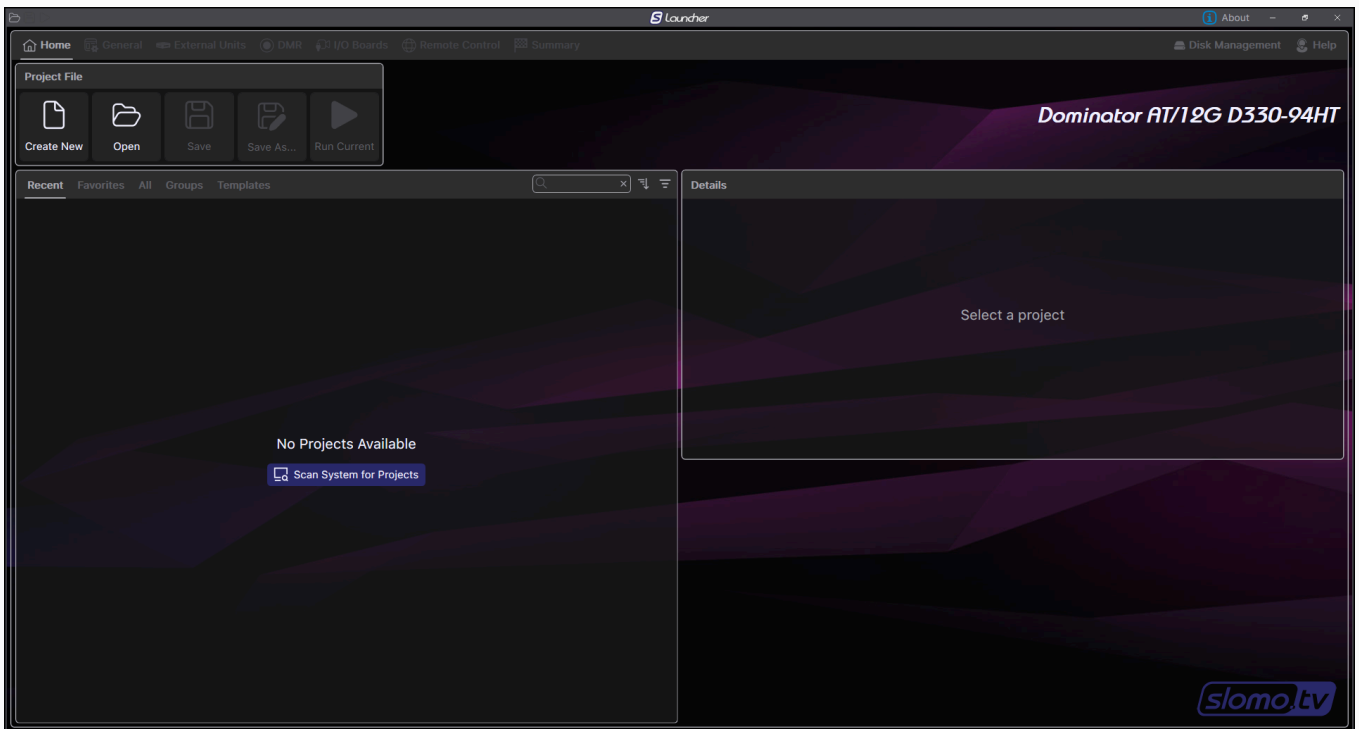 S Launcher
About
Home General External Units DMR I/O Boards Remote Control Summary
Disk Management Help
Project File
Create New Open Save Save As... Run Current
Dominator AT/12G D330-94HT
Recent Favorites All Groups Templates
Details
Select a project
No Projects Available
Scan System for Projects
slomo.tv